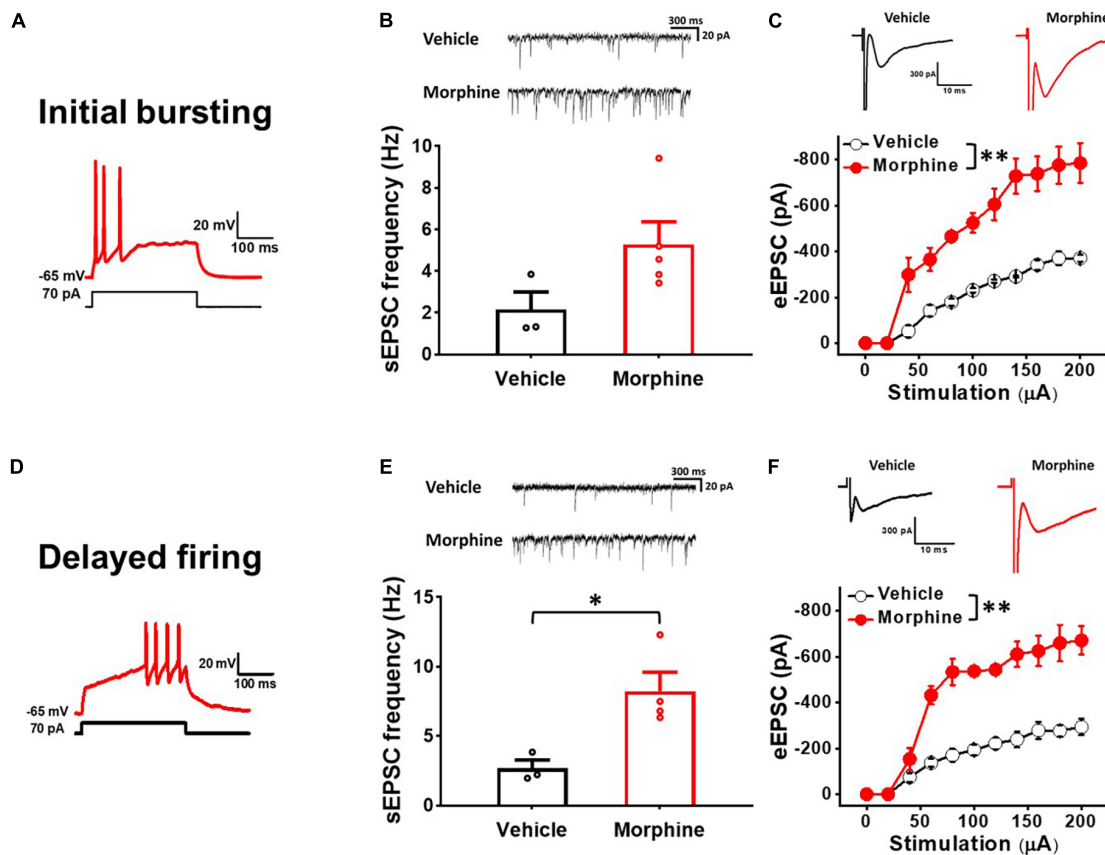 A
Initial bursting
20 mV
100 ms
-65 mV
70 pA
B
300 ms
20 pA
Vehicle
Morphine
sEPSC frequency (Hz)
10
8
6
4
2
0
Vehicle
Morphine
C
Vehicle
Morphine
300 pA
10 ms
Vehicle
Morphine
**
eEPSC (pA)
-800
-600
-400
-200
0
0
50
100
150
200
Stimulation (μA)
D
Delayed firing
20 mV
100 ms
-65 mV
70 pA
E
300 ms
20 pA
Vehicle
Morphine
*
sEPSC frequency (Hz)
15
10
5
0
Vehicle
Morphine
F
Vehicle
Morphine
300 pA
10 ms
Vehicle
Morphine
**
eEPSC (pA)
-800
-600
-400
-200
0
0
50
100
150
200
Stimulation (μA)